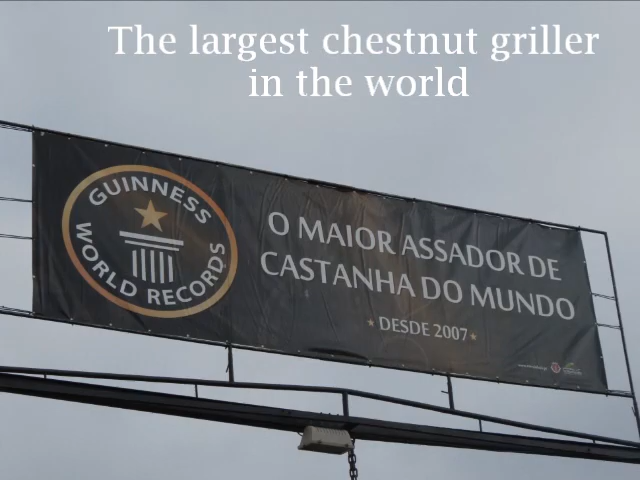 The largest chestnut griller
in the world
GUINNESS
WORLD RECORDS
O MAIOR ASSADOR DE
CASTANHA DO MUNDO
DESDE 2007